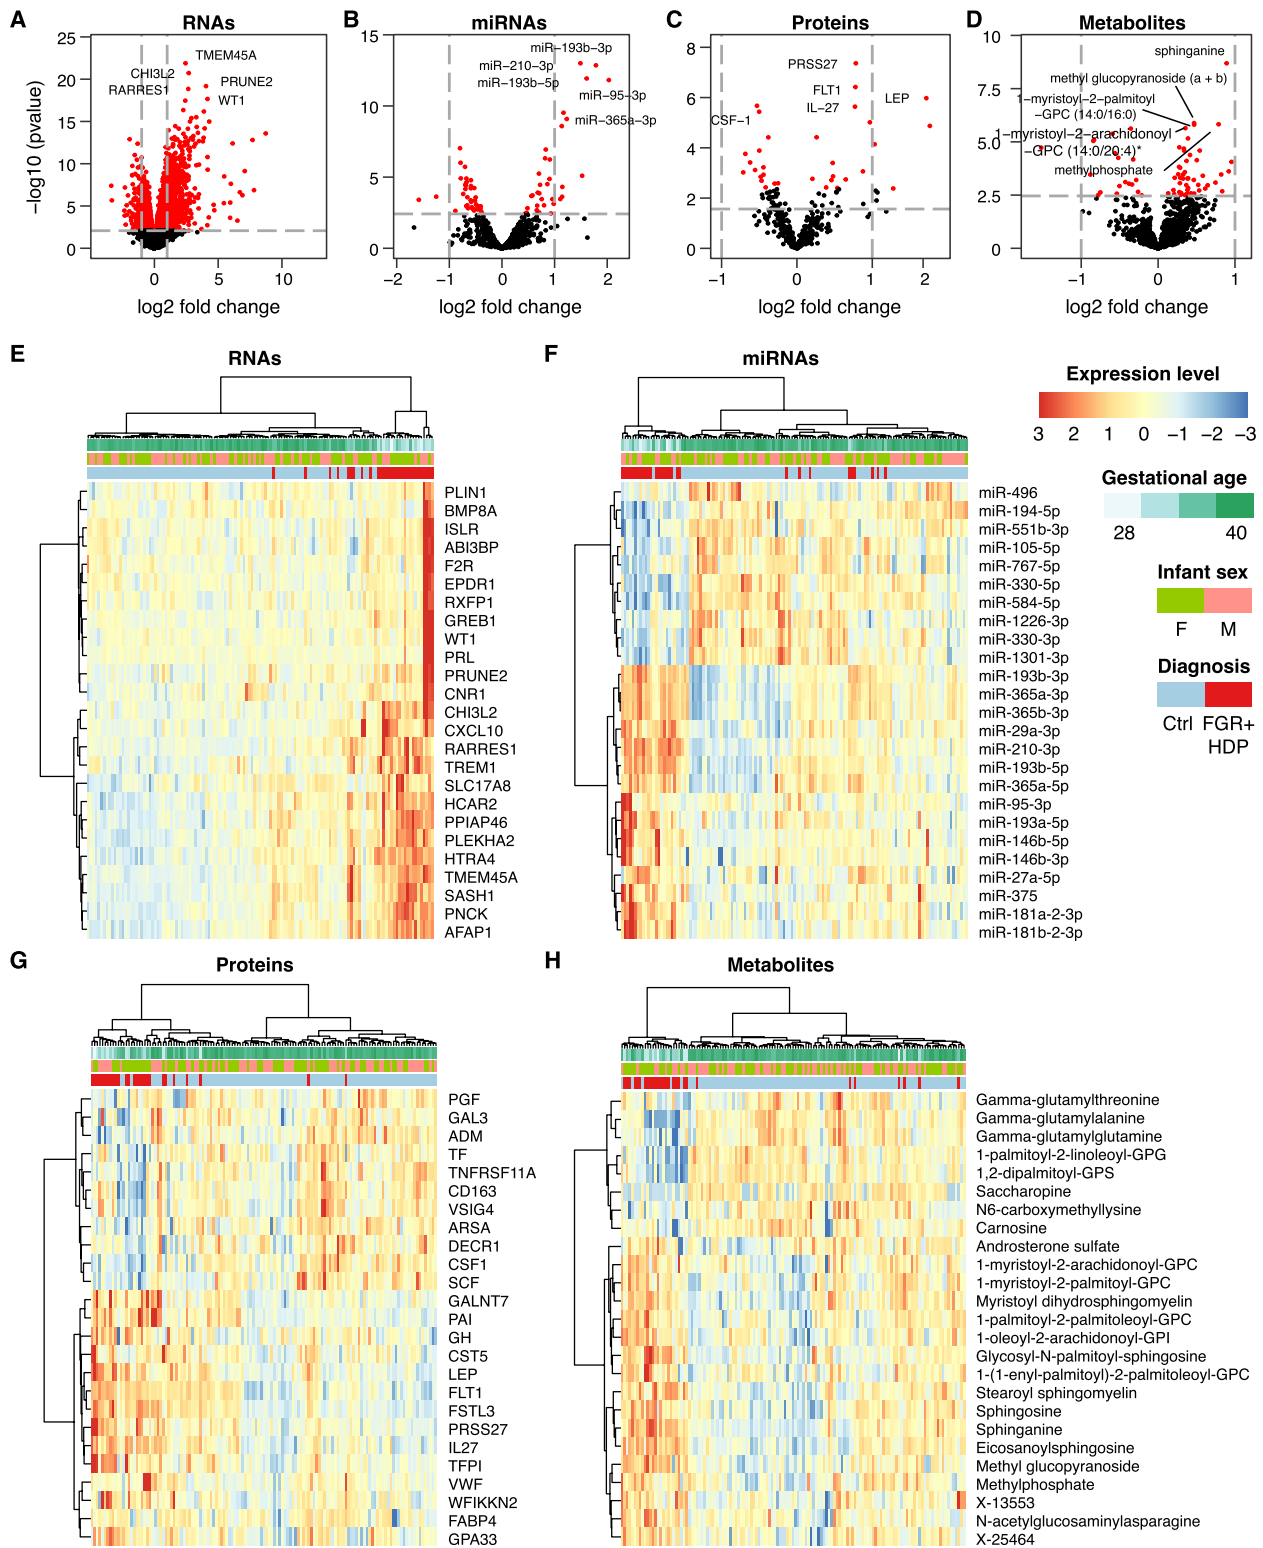 A
RNAs
25
20
15
10
5
0
−log10 (pvalue)
TMEM45A
CHI3L2
RARRES1
PRUNE2
WT1
0
5
10
log2 fold change
B
miRNAs
15
10
5
0
miR−193b−3p
miR−210−3p
miR−193b−5p
miR−95−3p
miR−365a−3p
−2
−1
0
1
2
log2 fold change
C
Proteins
8
6
4
2
0
PRSS27
FLT1
IL−27
LEP
CSF−1
−1
0
1
2
log2 fold change
D
Metabolites
10
7.5
5.0
2.5
0
sphinganine
methyl glucopyranoside (a + b)
1−myristoyl−2−palmitoyl
−GPC (14:0/16:0)
1−myristoyl−2−arachidonoyl
−GPC (14:0/20:4)*
methylphosphate
−1
0
1
log2 fold change
E
RNAs
PLIN1
BMP8A
ISLR
ABI3BP
F2R
EPDR1
RXFP1
GREB1
WT1
PRL
PRUNE2
CNR1
CHI3L2
CXCL10
RARRES1
TREM1
SLC17A8
HCAR2
PPIAP46
PLEKHA2
HTRA4
TMEM45A
SASH1
PNCK
AFAP1
F
miRNAs
miR−496
miR−194−5p
miR−551b−3p
miR−105−5p
miR−767−5p
miR−330−5p
miR−584−5p
miR−1226−3p
miR−330−3p
miR−1301−3p
miR−193b−3p
miR−365a−3p
miR−365b−3p
miR−29a−3p
miR−210−3p
miR−193b−5p
miR−365a−5p
miR−95−3p
miR−193a−5p
miR−146b−5p
miR−146b−3p
miR−27a−5p
miR−375
miR−181a−2−3p
miR−181b−2−3p
Expression level
3 2 1 0 −1 −2 −3
Gestational age
28 40
Infant sex
F M
Diagnosis
Ctrl FGR+
HDP
G
Proteins
PGF
GAL3
ADM
TF
TNFRSF11A
CD163
VSIG4
ARSA
DECR1
CSF1
SCF
GALNT7
PAI
GH
CST5
LEP
FLT1
FSTL3
PRSS27
IL27
TFPI
VWF
WFIKKN2
FABP4
GPA33
H
Metabolites
Gamma-glutamylthreonine
Gamma-glutamylalanine
Gamma-glutamylglutamine
1-palmitoyl-2-linoleoyl-GPG
1,2-dipalmitoyl-GPS
Saccharopine
N6-carboxymethyllysine
Carnosine
Androsterone sulfate
1-myristoyl-2-arachidonoyl-GPC
1-myristoyl-2-palmitoyl-GPC
Myristoyl dihydrosphingomyelin
1-palmitoyl-2-palmitoleoyl-GPC
1-oleoyl-2-arachidonoyl-GPI
Glycosyl-N-palmitoyl-sphingosine
1-(1-enyl-palmitoyl)-2-palmitoleoyl-GPC
Stearoyl sphingomyelin
Sphingosine
Sphinganine
Eicosanoylsphingosine
Methyl glucopyranoside
Methylphosphate
X-13553
N-acetylglucosaminylasparagine
X-25464